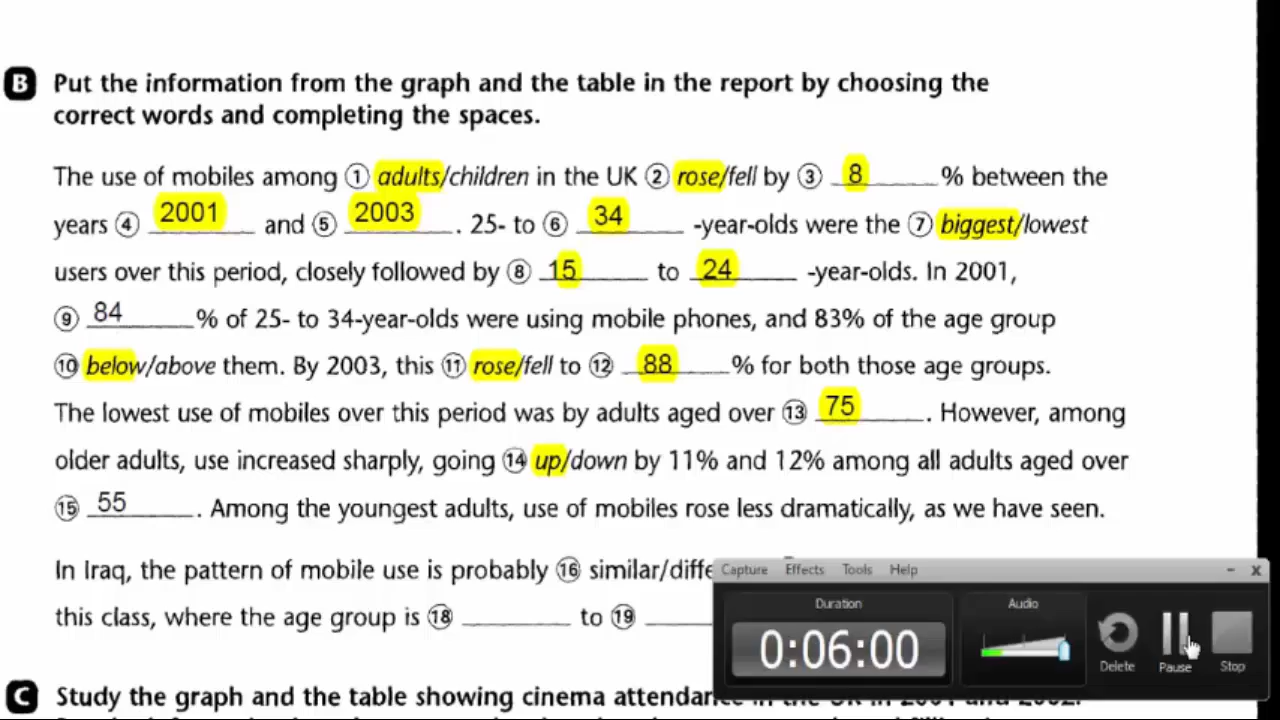 B Put the information from the graph and the table in the report by choosing the
correct words and completing the spaces.
The use of mobiles among ① adults/children in the UK ② rose/fell by ③ 8 % between the
years ④ 2001 and ⑤ 2003 . 25- to ⑥ 34 -year-olds were the ⑦ biggest/lowest
users over this period, closely followed by ⑧ 15 to 24 -year-olds. In 2001,
⑨ 84 % of 25- to 34-year-olds were using mobile phones, and 83% of the age group
⑩ below/above them. By 2003, this ⑪ rose/fell to ⑫ 88 % for both those age groups.
The lowest use of mobiles over this period was by adults aged over ⑬ 75 . However, among
older adults, use increased sharply, going ⑭ up/down by 11% and 12% among all adults aged over
⑮ 55 . Among the youngest adults, use of mobiles rose less dramatically, as we have seen.
In Iraq, the pattern of mobile use is probably ⑯ similar/diffe
this class, where the age group is ⑱ ______ to ⑲ ____
C Study the graph and the table showing cinema attendan in the UK in 2001 and 2002.
Capture Effects Tools Help
Duration
Audio
0:06:00
Delete Pause Stop